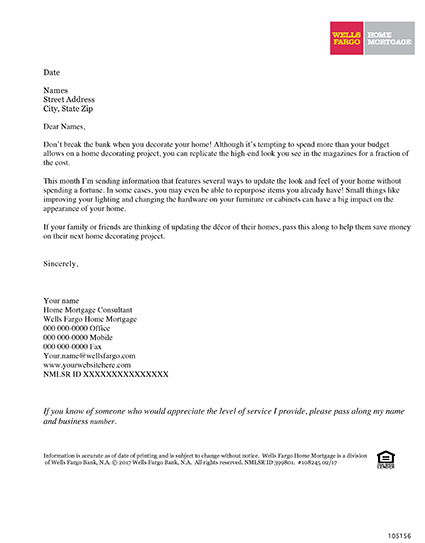 WELLS
FARGO
HOME
MORTGAGE
Date
Names
Street Address
City, State Zip
Dear Names,
Don't break the bank when you decorate your home! Although it's tempting to spend more than your budget
allows on a home decorating project, you can replicate the high-end look you see in the magazines for a fraction of
the cost.
This month I'm sending information that features several ways to update the look and feel of your home without
spending a fortune. In some cases, you may even be able to repurpose items you already have! Small things like
improving your lighting and changing the hardware on your furniture or cabinets can have a big impact on the
appearance of your home.
If your family or friends are thinking of updating the décor of their homes, pass this along to help them save money
on their next home decorating project.
Sincerely,
Your name
Home Mortgage Consultant
Wells Fargo Home Mortgage
000 000-0000 Office
000 000-0000 Mobile
000 000-0000 Fax
Your.name@wellsfargo.com
www.yourwebsitehere.com
NMLSR ID XXXXXXXXXXXXXXX
If you know of someone who would appreciate the level of service I provide, please pass along my name
and business number.
Information is accurate as of date of printing and is subject to change without notice. Wells Fargo Home Mortgage is a division
of Wells Fargo Bank, N.A. © 2017 Wells Fargo Bank, N.A. All rights reserved. NMLSR ID 399801. #108245 02/17
105156